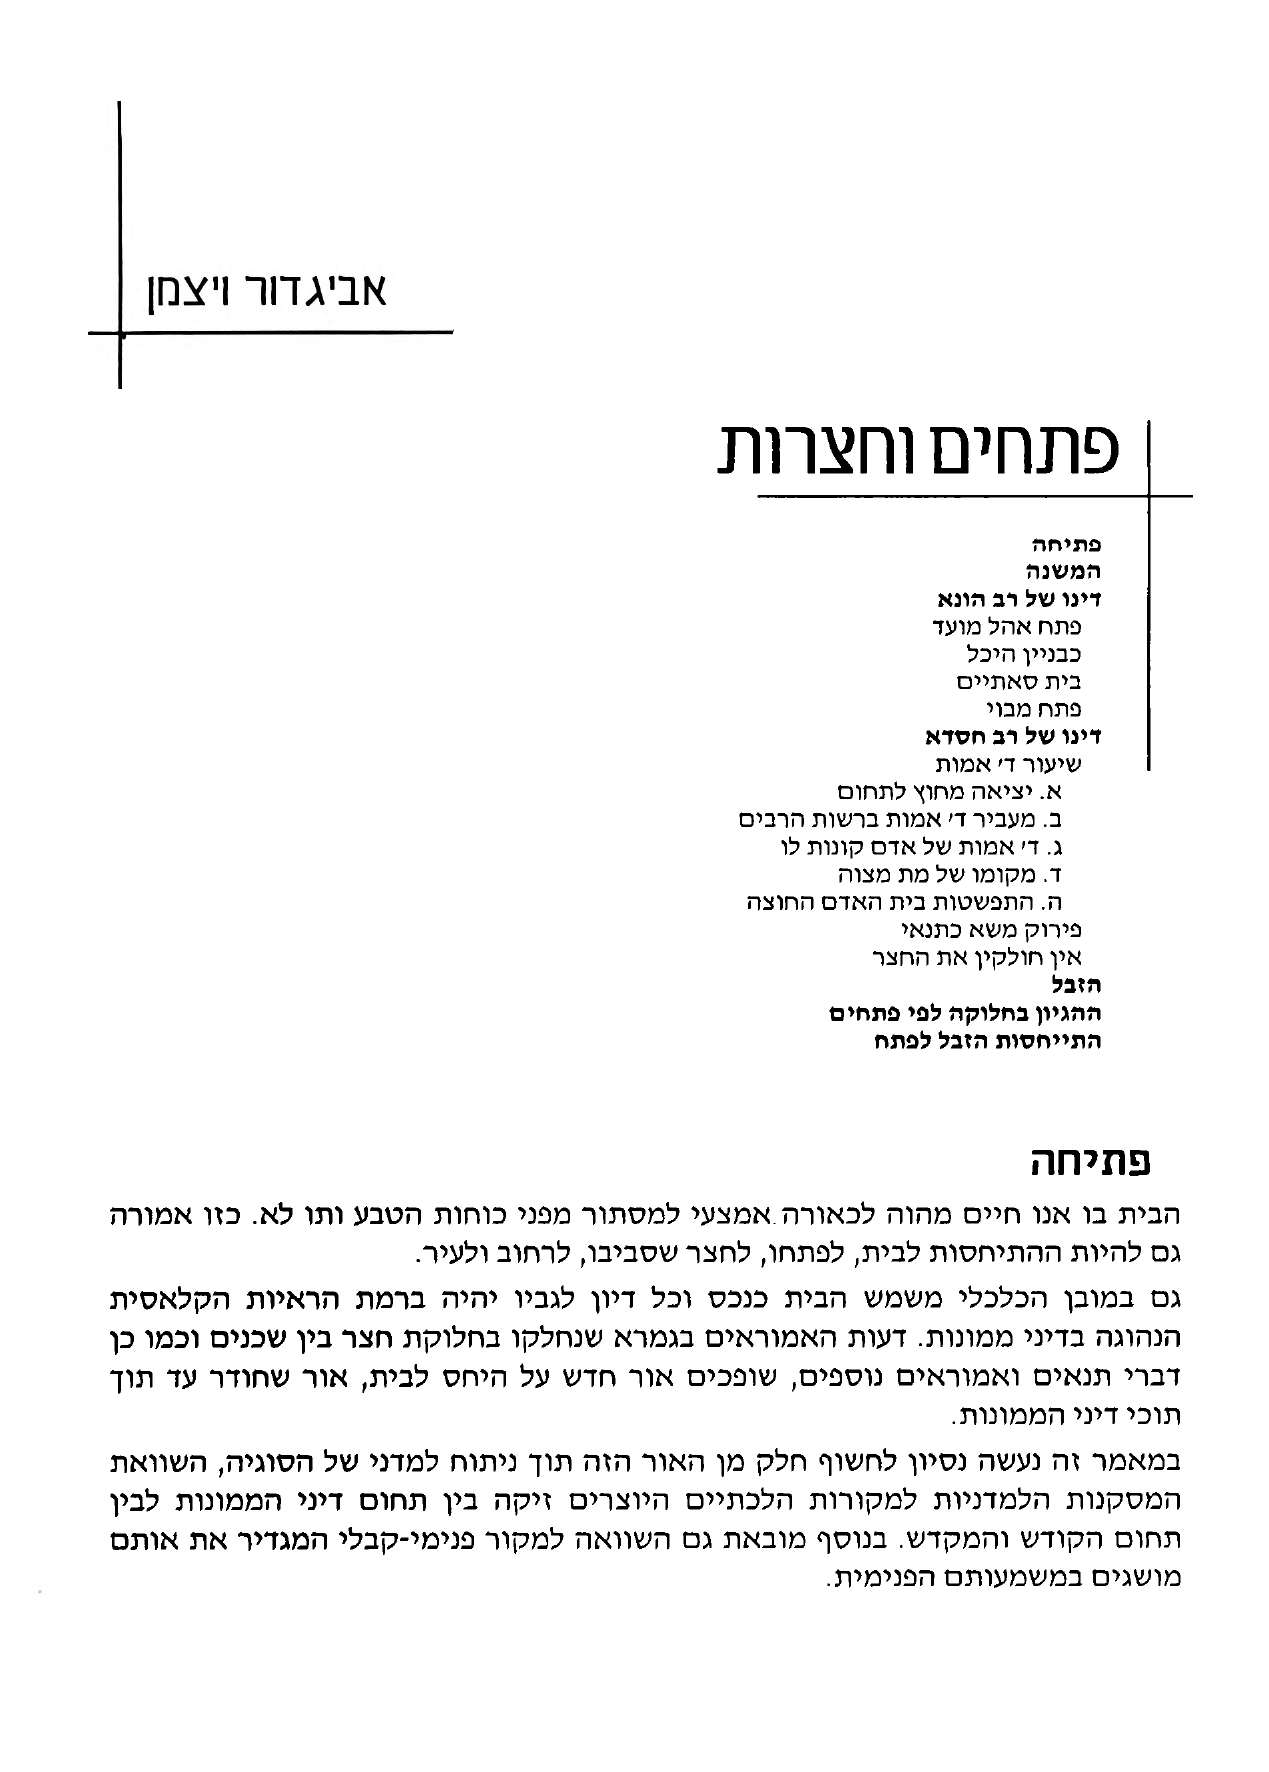 אביגדור ויצמן
פתחים וחצרות
פתיחה
המשנה
דינו של רב הונא
פתח אהל מועד
כבניין היכל
בית סאתיים
פתח מבוי
דינו של רב חסדא
שיעור ד׳ אמות
א. יציאה מחוץ לתחום
ב. מעביר ד׳ אמות ברשות הרבים
ג. ד׳ אמות של אדם קונות לו
ד. מקומו של מת מצוה
ה. התפשטות בית האדם החוצה
פירוק משא כתנאי
אין חולקין את החצר
הזבל
ההגיון בחלוקה לפי פתחים
התייחסות הזבל לפתח
פתיחה
הבית בו אנו חיים מהוה לכאורה אמצעי למסתור מפני כוחות הטבע ותו לא. כזו אמורה
גם להיות ההתיחסות לבית, לפתחו, לחצר שסביבו, לרחוב ולעיר.
גם במובן הכלכלי משמש הבית כנכס וכל דיון לגביו יהיה ברמת הראיות הקלאסית
הנהוגה בדיני ממונות. דעות האמוראים בגמרא שנחלקו בחלוקת חצר בין שכנים וכמו כן
דברי תנאים ואמוראים נוספים, שופכים אור חדש על היחס לבית, אור שחודר עד תוך
תוכי דיני הממונות.
במאמר זה נעשה נסיון לחשוף חלק מן האור הזה תוך ניתוח למדני של הסוגיה, השוואת
המסקנות הלמדניות למקורות הלכתיים היוצרים זיקה בין תחום דיני הממונות לבין
תחום הקודש והמקדש. בנוסף מובאת גם השוואה למקור פנימי-קבלי המגדיר את אותם
מושגים במשמעותם הפנימית.